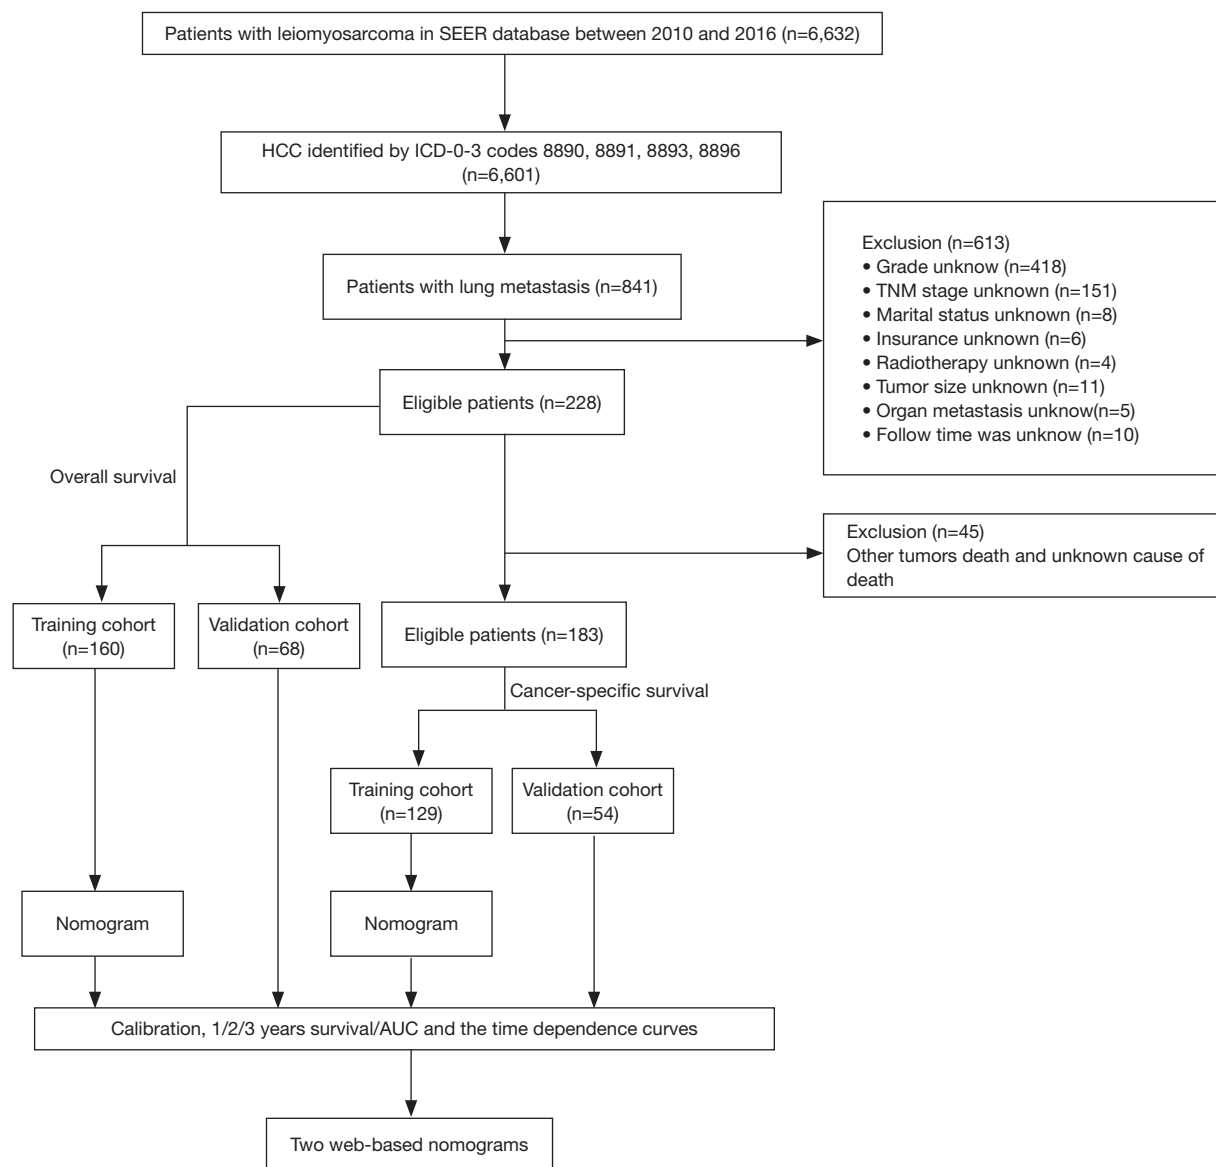 Patients with leiomyosarcoma in SEER database between 2010 and 2016 (n=6,632)
HCC identified by ICD-0-3 codes 8890, 8891, 8893, 8896
(n=6,601)
Patients with lung metastasis (n=841)
Exclusion (n=613)
• Grade unknow (n=418)
• TNM stage unknown (n=151)
• Marital status unknown (n=8)
• Insurance unknown (n=6)
• Radiotherapy unknown (n=4)
• Tumor size unknown (n=11)
• Organ metastasis unknow(n=5)
• Follow time was unknow (n=10)
Eligible patients (n=228)
Overall survival
Exclusion (n=45)
Other tumors death and unknown cause of
death
Training cohort
(n=160)
Validation cohort
(n=68)
Eligible patients (n=183)
Cancer-specific survival
Training cohort
(n=129)
Validation cohort
(n=54)
Nomogram
Nomogram
Calibration, 1/2/3 years survival/AUC and the time dependence curves
Two web-based nomograms